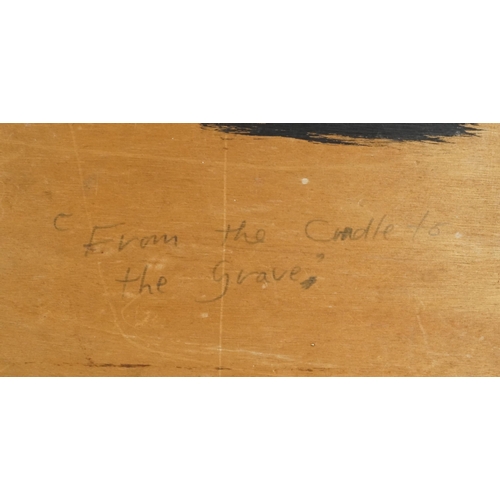 "From the Cradle to
the Grave"